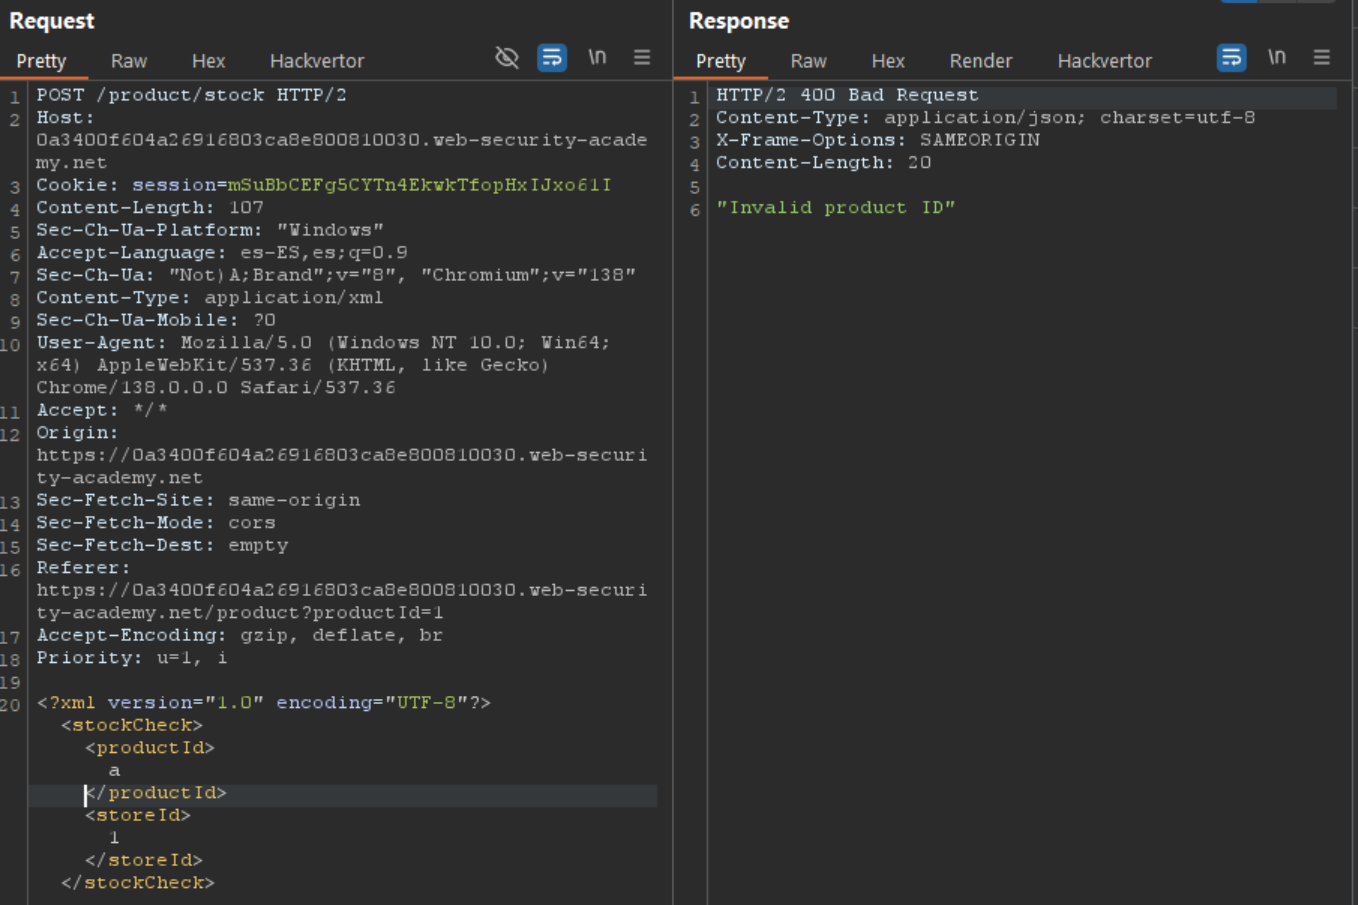 Request
Pretty Raw Hex Hackvertor \n
1 POST /product/stock HTTP/2
2 Host:
0a3400f604a26916803ca8e800810030.web-security-acade
my.net
3 Cookie: session=mSuBbCEFg5CYTn4EkwkTfopHxIJxo61I
4 Content-Length: 107
5 Sec-Ch-Ua-Platform: "Windows"
6 Accept-Language: es-ES,es;q=0.9
7 Sec-Ch-Ua: "Not)A;Brand";v="8", "Chromium";v="138"
8 Content-Type: application/xml
9 Sec-Ch-Ua-Mobile: ?0
10 User-Agent: Mozilla/5.0 (Windows NT 10.0; Win64;
x64) AppleWebKit/537.36 (KHTML, like Gecko)
Chrome/138.0.0.0 Safari/537.36
11 Accept: */*
12 Origin:
https://0a3400f604a26916803ca8e800810030.web-securi
ty-academy.net
13 Sec-Fetch-Site: same-origin
14 Sec-Fetch-Mode: cors
15 Sec-Fetch-Dest: empty
16 Referer:
https://0a3400f604a26916803ca8e800810030.web-securi
ty-academy.net/product?productId=1
17 Accept-Encoding: gzip, deflate, br
18 Priority: u=1, i
19
20 <?xml version="1.0" encoding="UTF-8"?>
<stockCheck>
<productId>
a
</productId>
<storeId>
1
</storeId>
</stockCheck>
Response
Pretty Raw Hex Render Hackvertor \n
1 HTTP/2 400 Bad Request
2 Content-Type: application/json; charset=utf-8
3 X-Frame-Options: SAMEORIGIN
4 Content-Length: 20
5
6 "Invalid product ID"